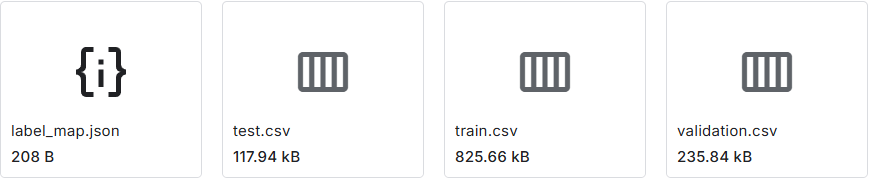 {i}
label_map.json
208 B
test.csv
117.94 kB
train.csv
825.66 kB
validation.csv
235.84 kB